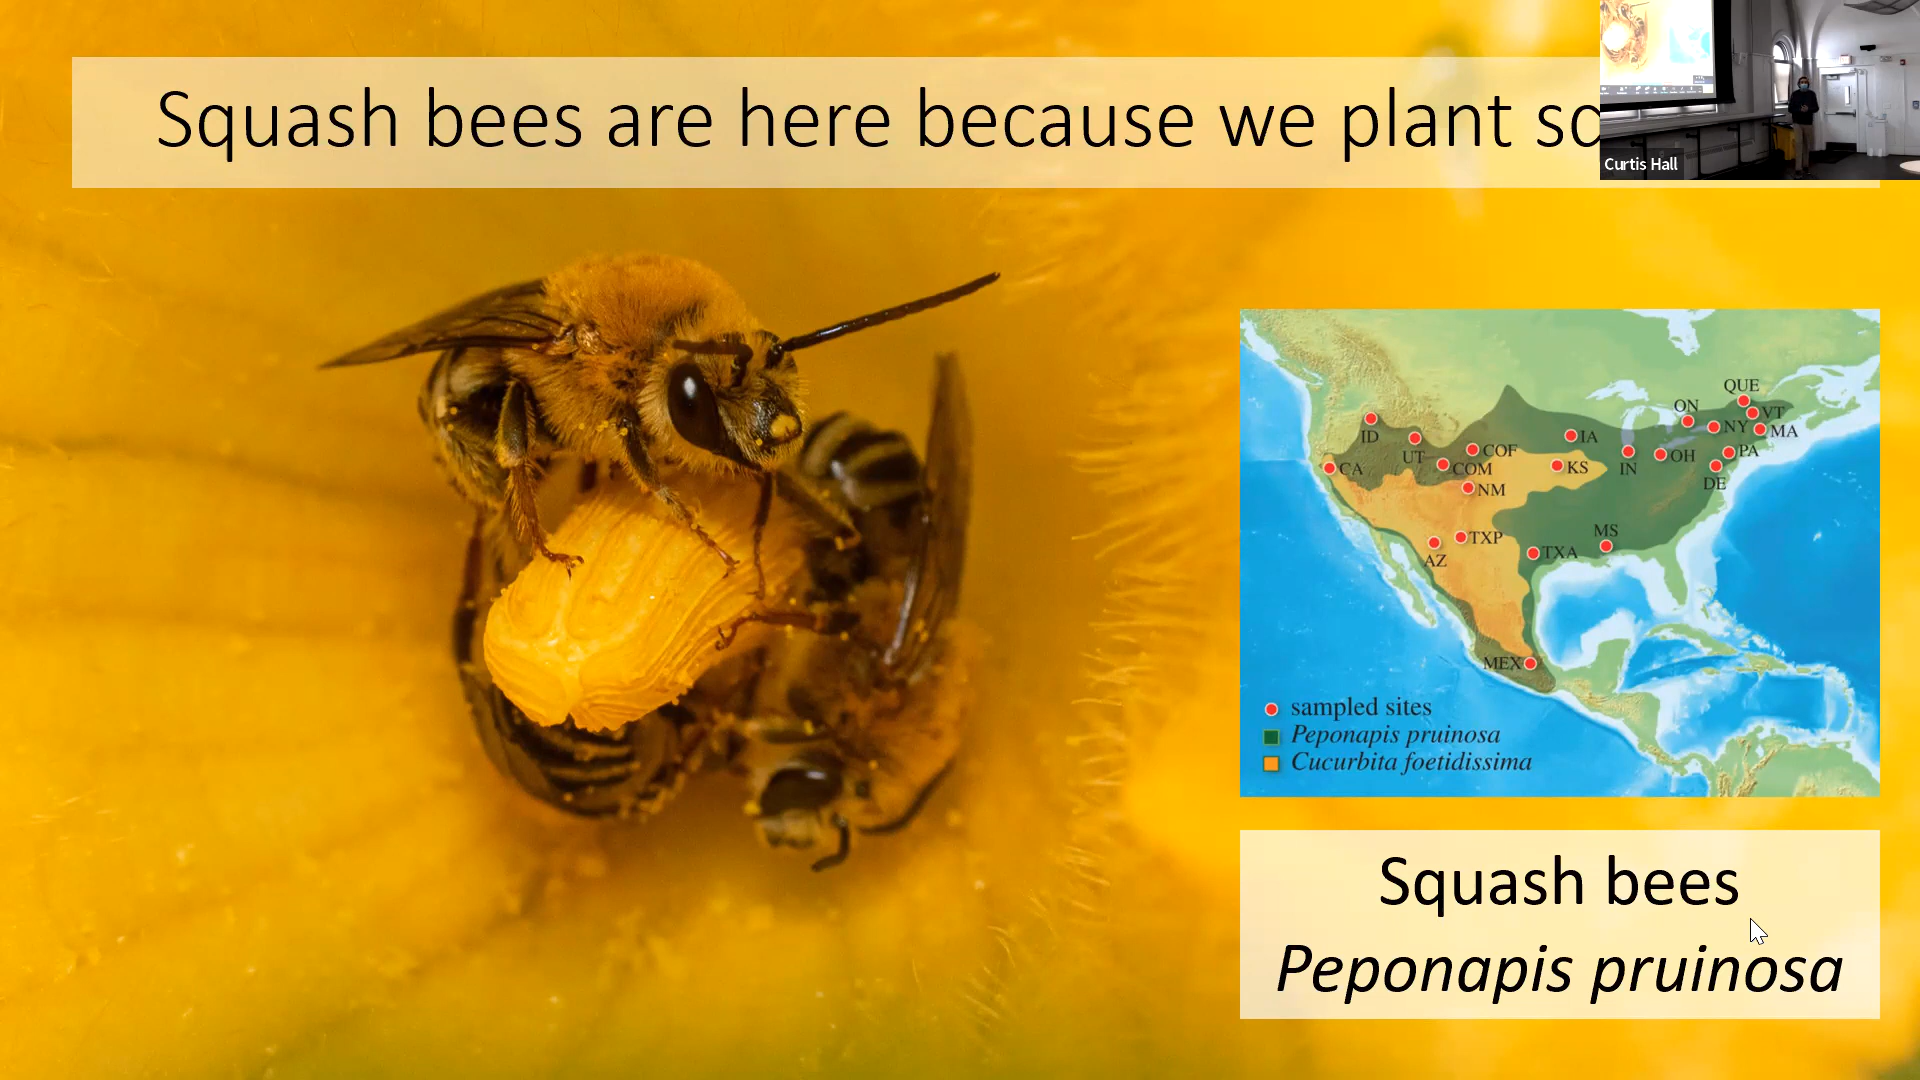 Squash bees are here because we plant
Curtis Hall
QUE
ON
VT
NY
MA
ID
IA
UT
COF
PA
CA
COM
KS
IN
OH
DE
NM
MS
TXP
TXA
AZ
MEX
sampled sites
Peponapis pruinosa
Cucurbita foetidissima
Squash bees
Peponapis pruinosa